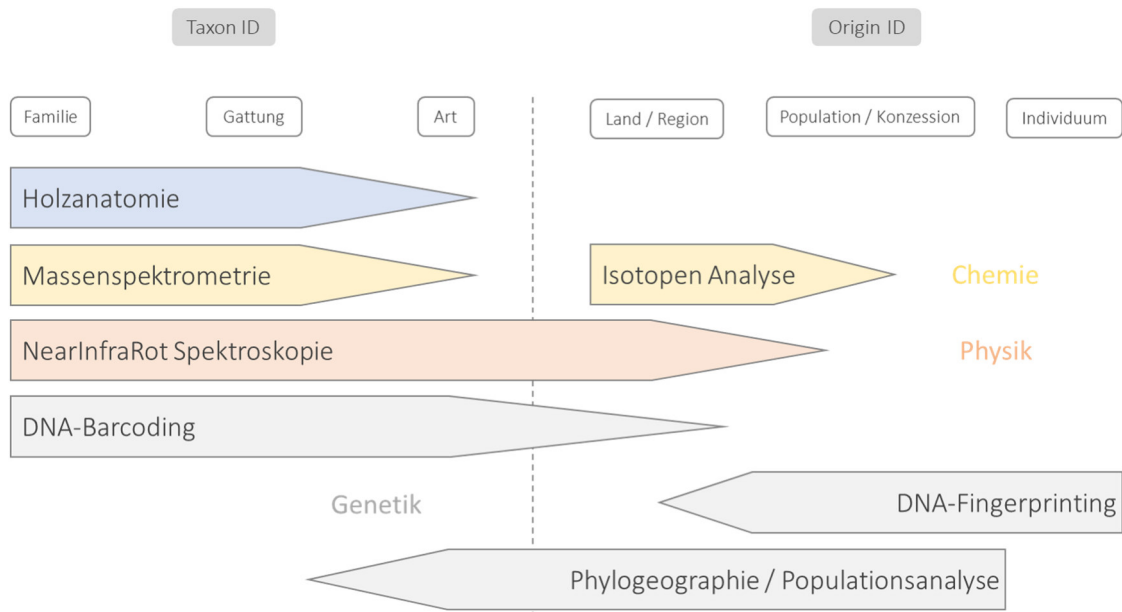 Taxon ID
Origin ID
Familie
Gattung
Art
Land / Region
Population / Konzession
Individuum
Holzanatomie
Massenspektrometrie
Isotopen Analyse
Chemie
NearInfraRot Spektroskopie
Physik
DNA-Barcoding
Genetik
DNA-Fingerprinting
Phylogeographie / Populationsanalyse